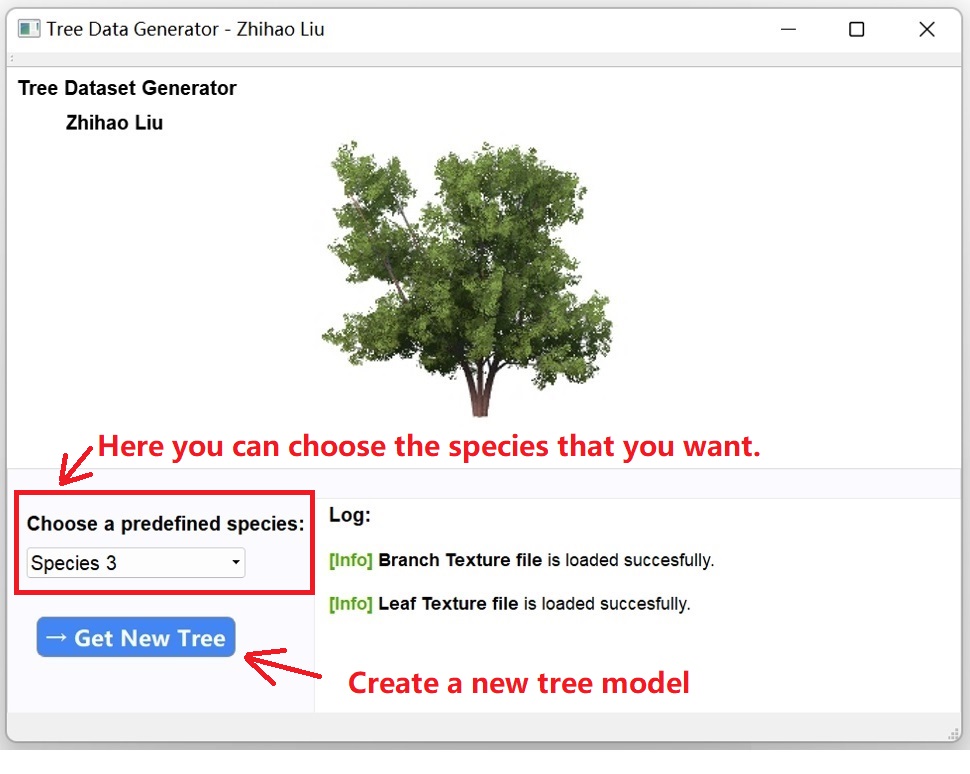 Tree Data Generator - Zhihao Liu
Tree Dataset Generator
Zhihao Liu
Here you can choose the species that you want.
Choose a predefined species:
Species 3
→ Get New Tree
Log:
[Info] Branch Texture file is loaded succesfully.
[Info] Leaf Texture file is loaded succesfully.
Create a new tree model